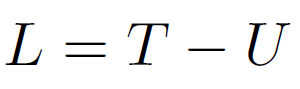 L = T − U